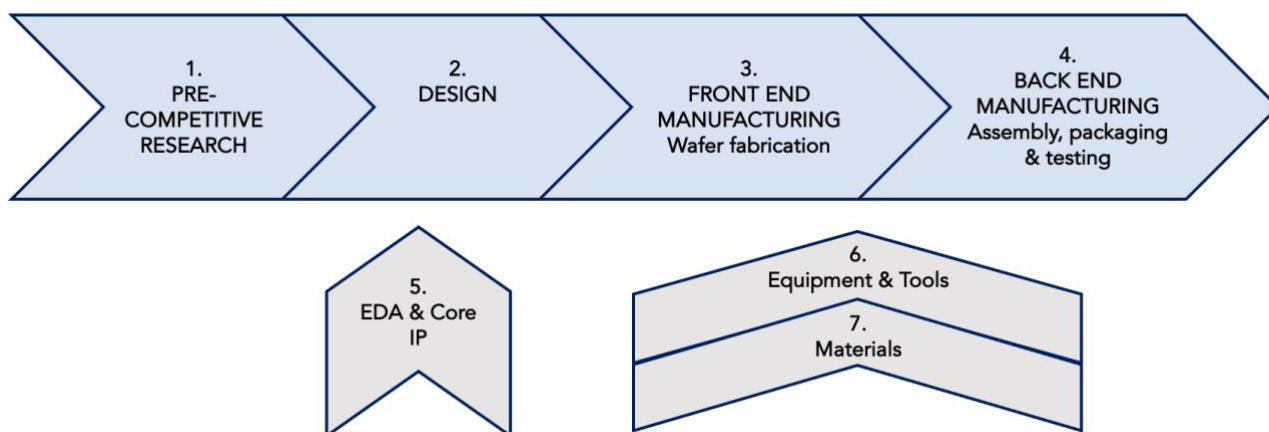 1.
PRE-
COMPETITIVE
RESEARCH
2.
DESIGN
3.
FRONT END
MANUFACTURING
Wafer fabrication
4.
BACK END
MANUFACTURING
Assembly, packaging
& testing
5.
EDA & Core
IP
6.
Equipment & Tools
7.
Materials